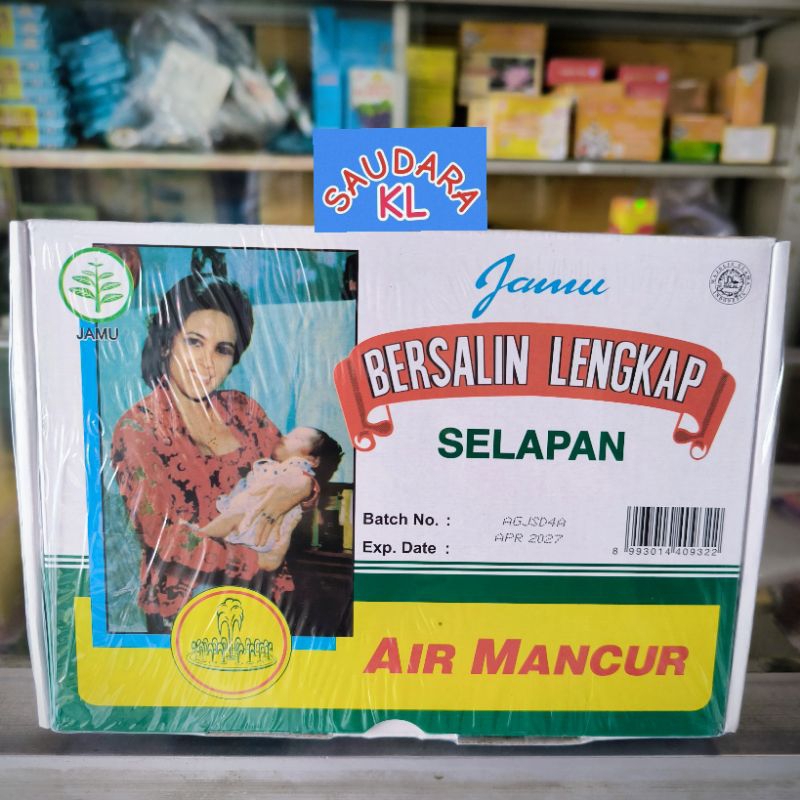 SAUDARA
KL
JAMU
Jamu
BERSALIN LENGKAP
SELAPAN
Batch No. : AGJSD4A
Exp. Date : APR 2027
8 993014 409322
AIR MANCUR